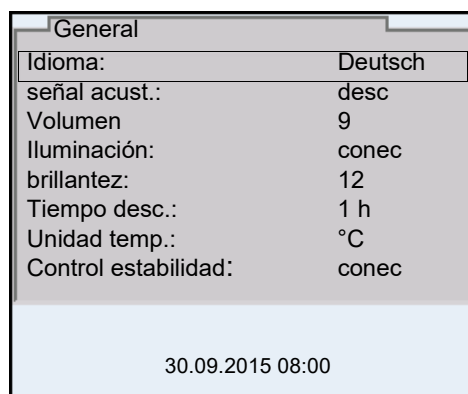 General
Idioma: Deutsch
señal acust.: desc
Volumen 9
Iluminación: conec
brillantez: 12
Tiempo desc.: 1 h
Unidad temp.: °C
Control estabilidad: conec
30.09.2015 08:00